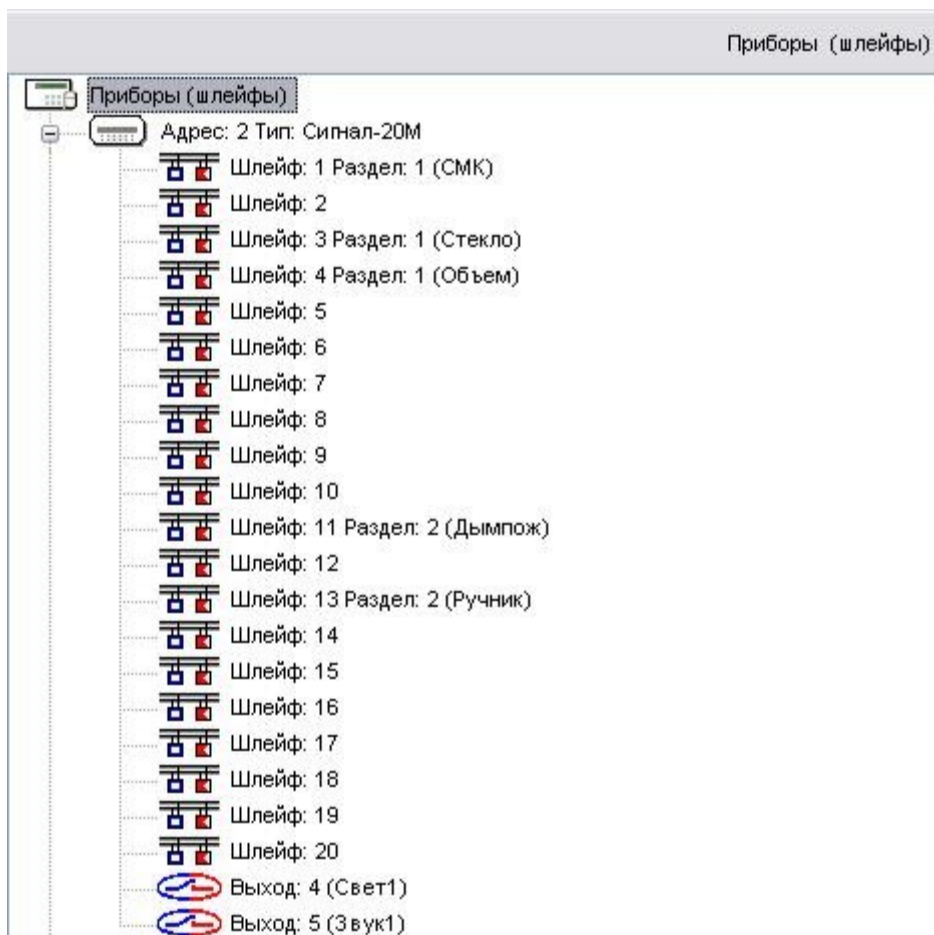 Приборы (шлейфы)
Приборы (шлейфы)
Адрес: 2 Тип: Сигнал-20М
Шлейф: 1 Раздел: 1 (СМК)
Шлейф: 2
Шлейф: 3 Раздел: 1 (Стекло)
Шлейф: 4 Раздел: 1 (Объем)
Шлейф: 5
Шлейф: 6
Шлейф: 7
Шлейф: 8
Шлейф: 9
Шлейф: 10
Шлейф: 11 Раздел: 2 (Дымпож)
Шлейф: 12
Шлейф: 13 Раздел: 2 (Ручник)
Шлейф: 14
Шлейф: 15
Шлейф: 16
Шлейф: 17
Шлейф: 18
Шлейф: 19
Шлейф: 20
Выход: 4 (Свет1)
Выход: 5 (Звук1)